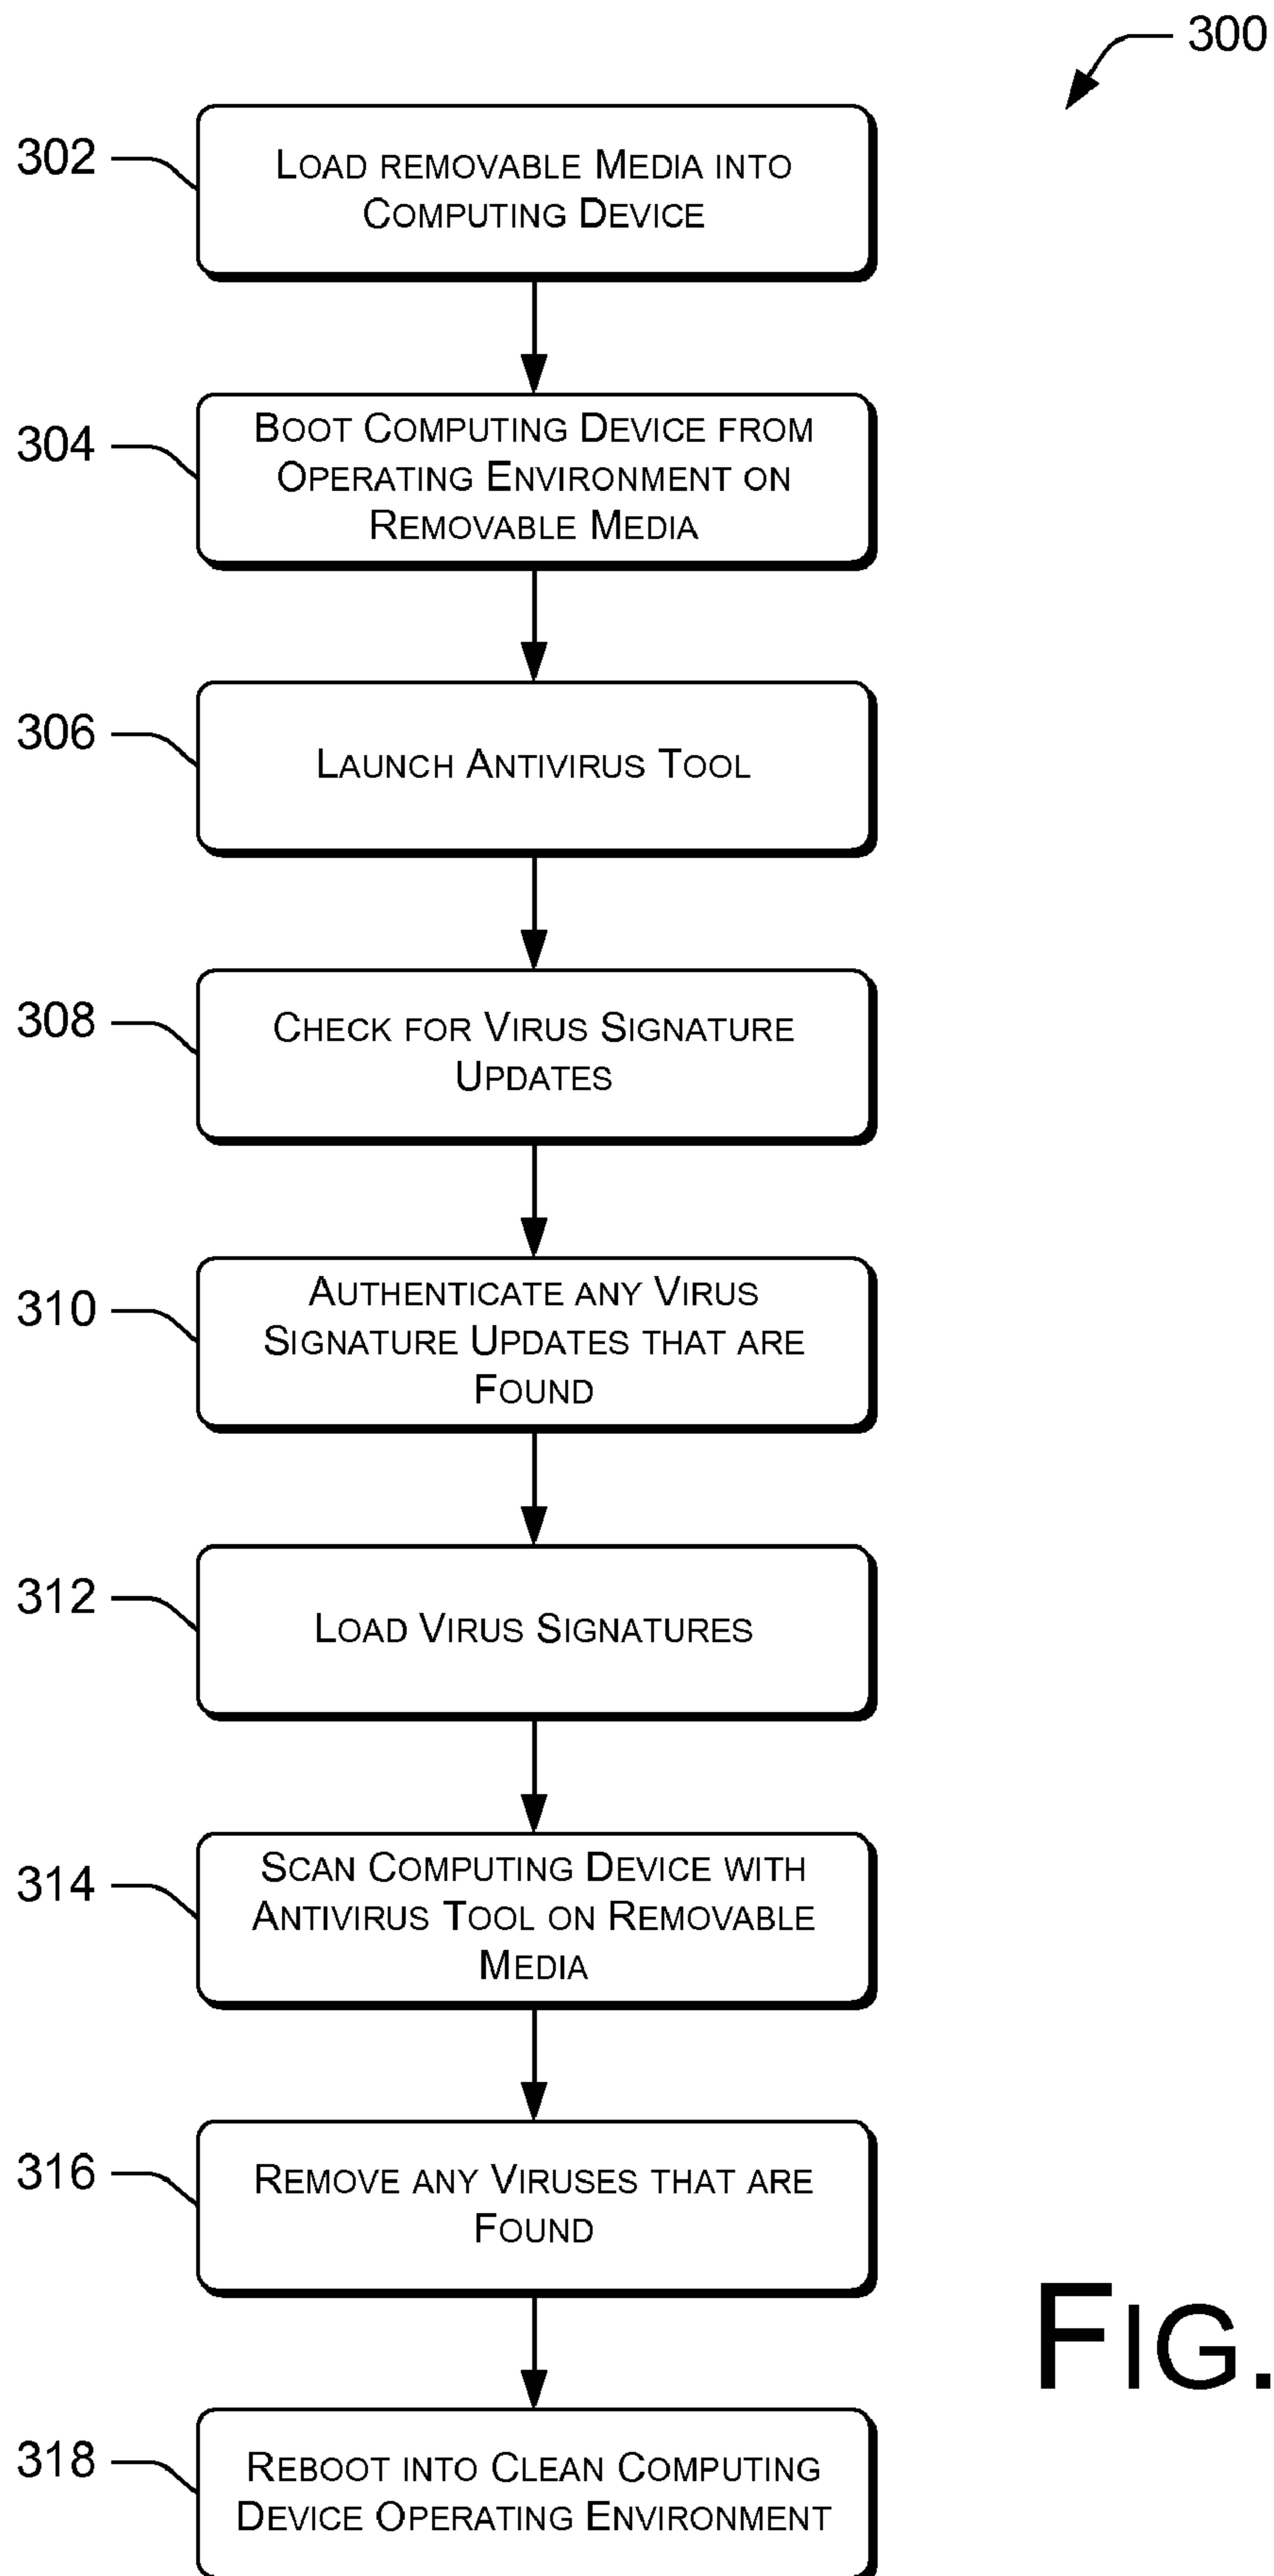 300
302
LOAD REMOVABLE MEDIA INTO
COMPUTING DEVICE
304
BOOT COMPUTING DEVICE FROM
OPERATING ENVIRONMENT ON
REMOVABLE MEDIA
306
LAUNCH ANTIVIRUS TOOL
308
CHECK FOR VIRUS SIGNATURE
UPDATES
310
AUTHENTICATE ANY VIRUS
SIGNATURE UPDATES THAT ARE
FOUND
312
LOAD VIRUS SIGNATURES
314
SCAN COMPUTING DEVICE WITH
ANTIVIRUS TOOL ON REMOVABLE
MEDIA
316
REMOVE ANY VIRUSES THAT ARE
FOUND
FIG.
318
REBOOT INTO CLEAN COMPUTING
DEVICE OPERATING ENVIRONMENT